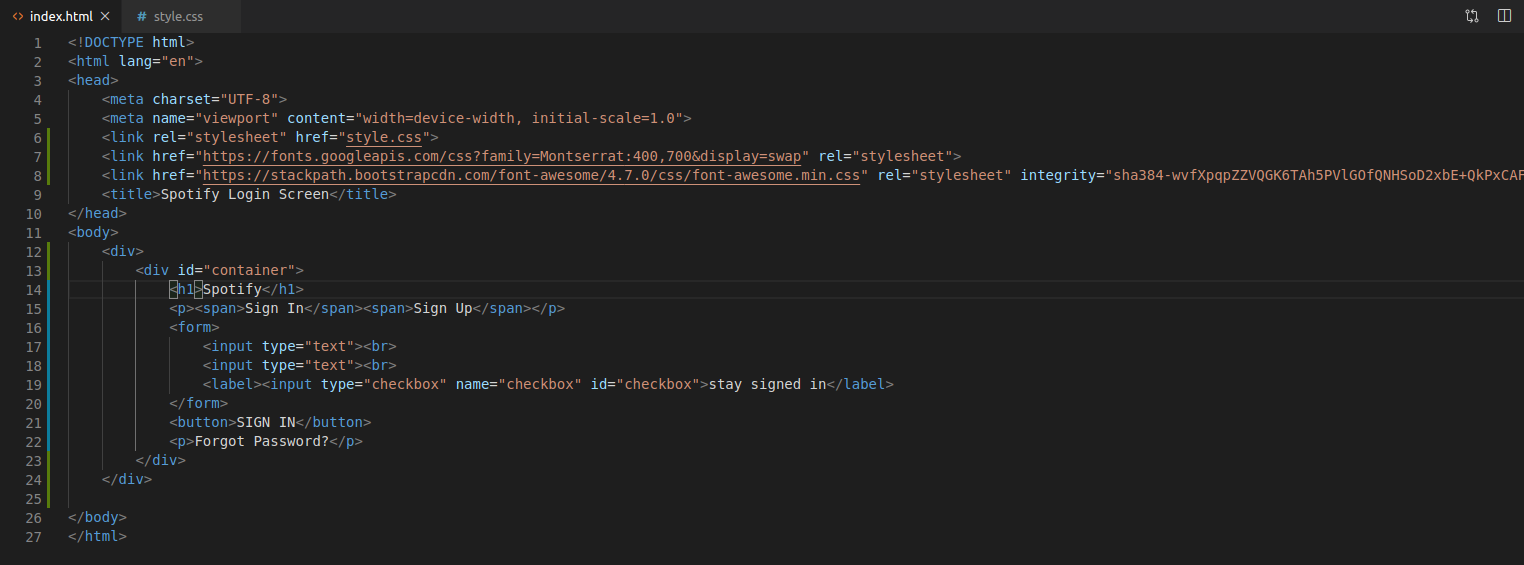 index.html
style.css
1 <!DOCTYPE html>
2 <html lang="en">
3 <head>
4     <meta charset="UTF-8">
5     <meta name="viewport" content="width=device-width, initial-scale=1.0">
6     <link rel="stylesheet" href="style.css">
7     <link href="https://fonts.googleapis.com/css?family=Montserrat:400,700&display=swap" rel="stylesheet">
8     <link href="https://stackpath.bootstrapcdn.com/font-awesome/4.7.0/css/font-awesome.min.css" rel="stylesheet" integrity="sha384-wvfXpqpZZVQGK6TAh5PVlGOfQNHSoD2xbE+QkPxCAF
9     <title>Spotify Login Screen</title>
10 </head>
11 <body>
12     <div>
13         <div id="container">
14             <h1>Spotify</h1>
15             <p><span>Sign In</span><span>Sign Up</span></p>
16             <form>
17                 <input type="text"><br>
18                 <input type="text"><br>
19                 <label><input type="checkbox" name="checkbox" id="checkbox">stay signed in</label>
20             </form>
21             <button>SIGN IN</button>
22             <p>Forgot Password?</p>
23         </div>
24     </div>
25
26 </body>
27 </html>